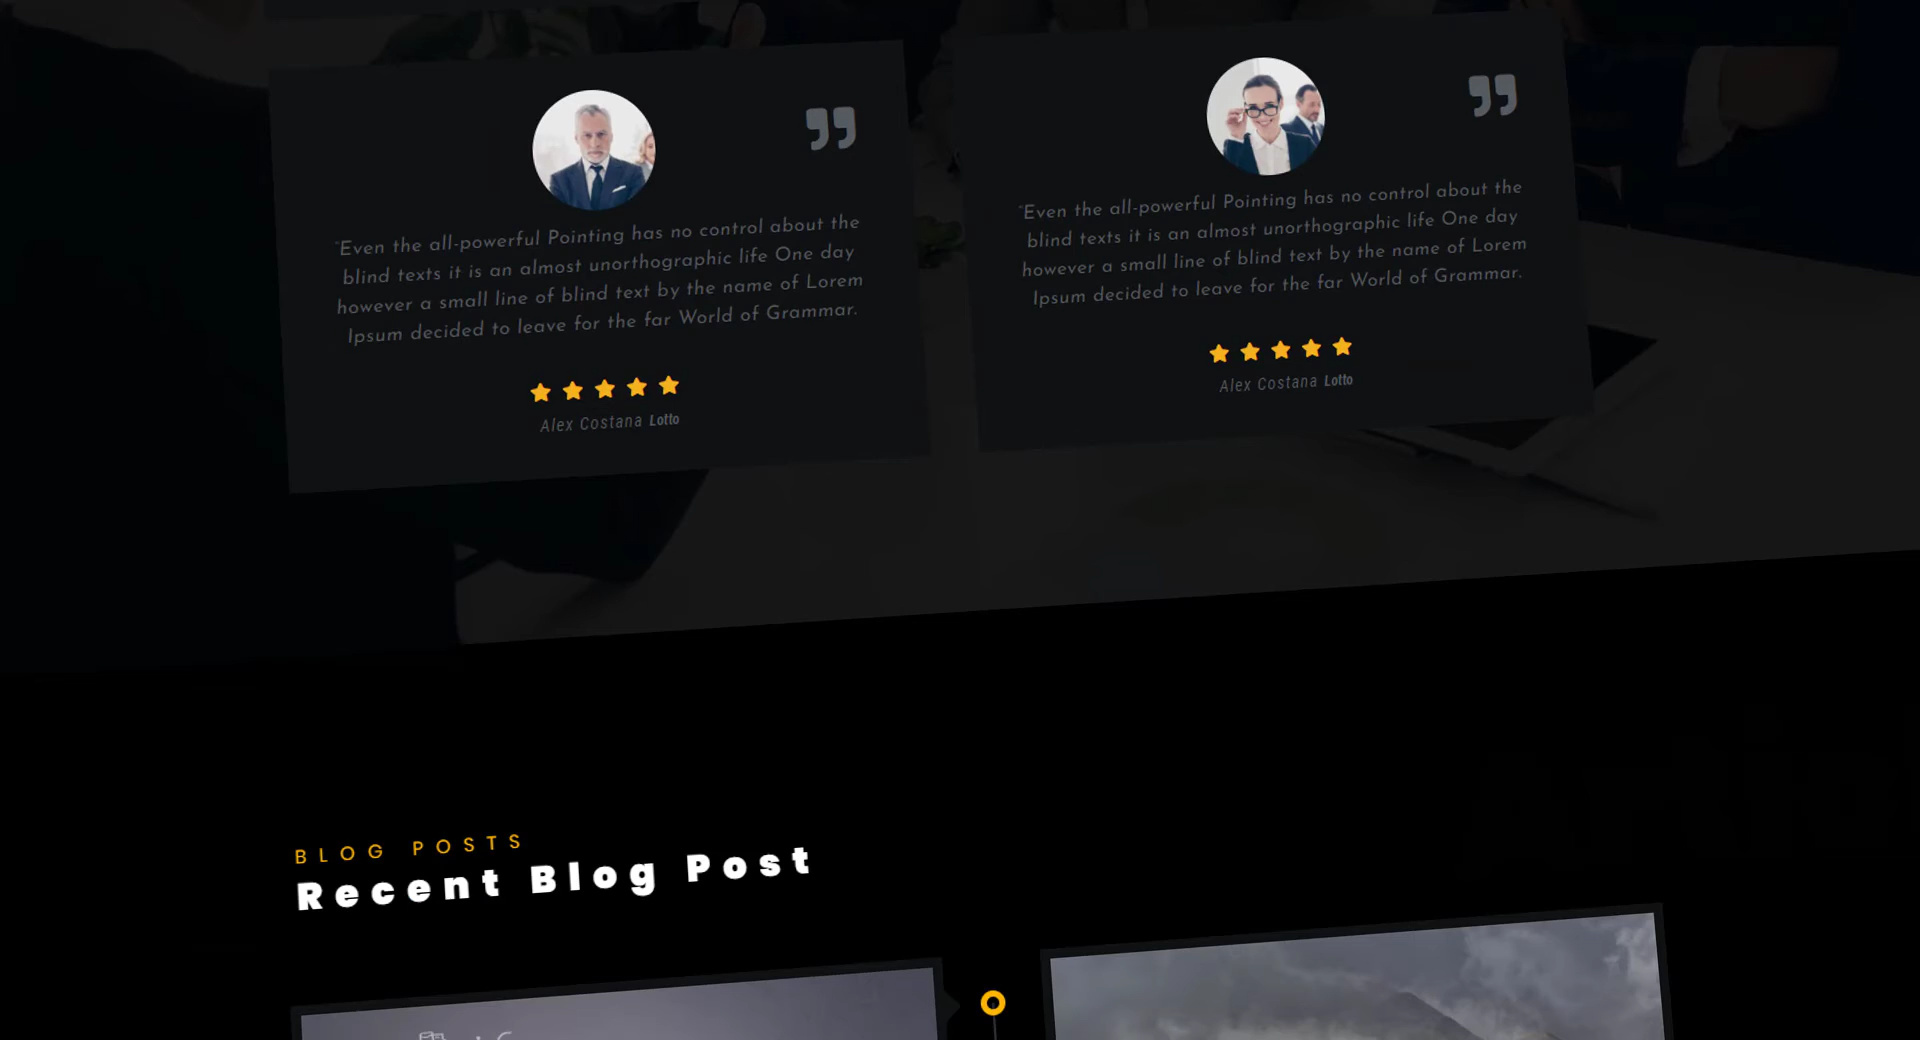 "Even the all-powerful Pointing has no control about the
blind texts it is an almost unorthographic life One day
however a small line of blind text by the name of Lorem
Ipsum decided to leave for the far World of Grammar.
Alex Costana Lotto
"Even the all-powerful Pointing has no control about the
blind texts it is an almost unorthographic life One day
however a small line of blind text by the name of Lorem
Ipsum decided to leave for the far World of Grammar.
Alex Costana Lotto
BLOG POSTS
Recent Blog Post